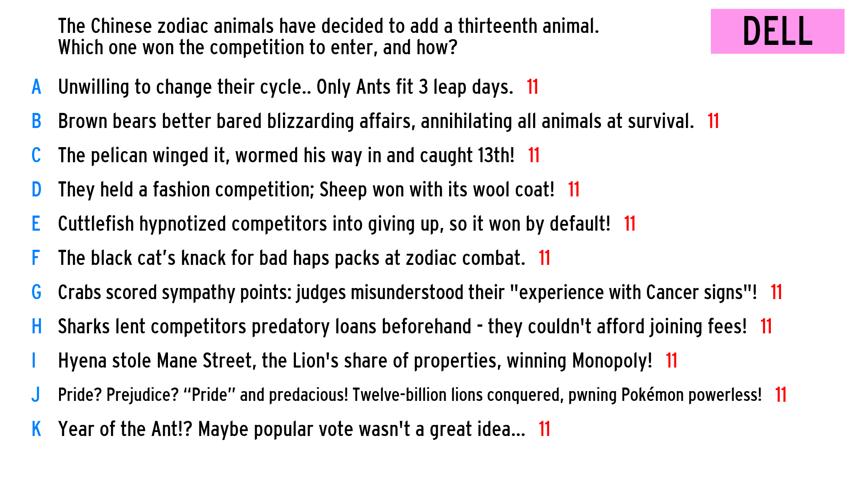 The Chinese zodiac animals have decided to add a thirteenth animal.
Which one won the competition to enter, and how?
DELL
A Unwilling to change their cycle.. Only Ants fit 3 leap days. 11
B Brown bears better bared blizzarding affairs, annihilating all animals at survival. 11
C The pelican winged it, wormed his way in and caught 13th! 11
D They held a fashion competition; Sheep won with its wool coat! 11
E Cuttlefish hypnotized competitors into giving up, so it won by default! 11
F The black cat’s knack for bad haps packs at zodiac combat. 11
G Crabs scored sympathy points: judges misunderstood their "experience with Cancer signs"! 11
H Sharks lent competitors predatory loans beforehand - they couldn't afford joining fees! 11
I Hyena stole Mane Street, the Lion's share of properties, winning Monopoly! 11
J Pride? Prejudice? “Pride” and predacious! Twelve-billion lions conquered, pwning Pokémon powerless! 11
K Year of the Ant!? Maybe popular vote wasn't a great idea... 11